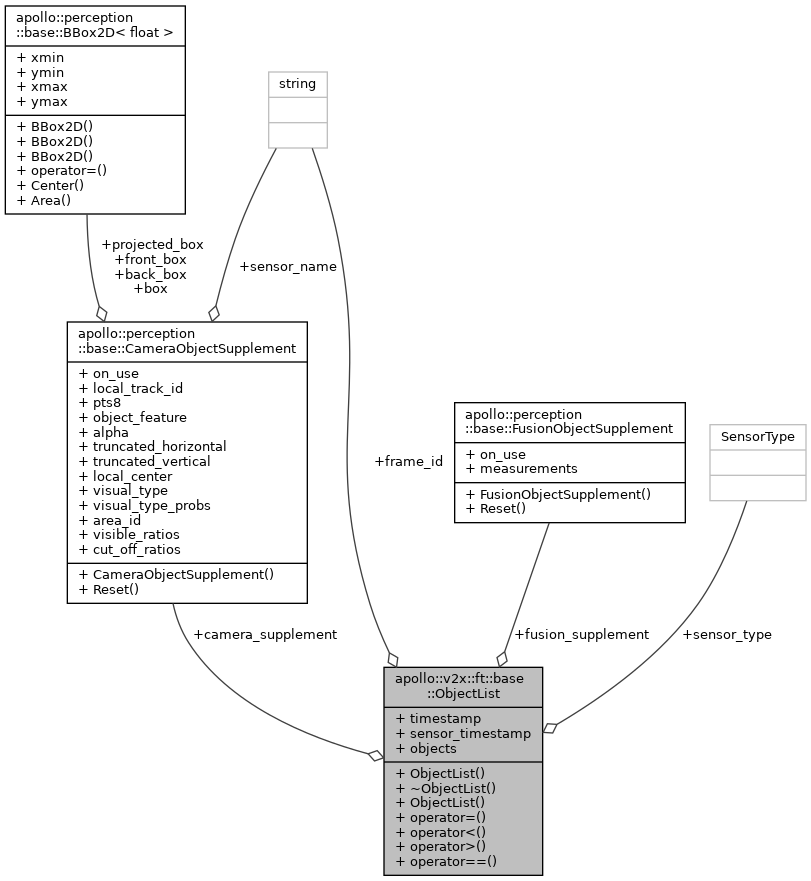 apollo::perception
::base::BBox2D< float >
+ xmin
+ ymin
+ xmax
+ ymax
+ BBox2D()
+ BBox2D()
+ BBox2D()
+ operator=()
+ Center()
+ Area()
string
+projected_box
+front_box
+back_box
+box
+sensor_name
apollo::perception
::base::CameraObjectSupplement
+ on_use
+ local_track_id
+ pts8
+ object_feature
+ alpha
+ truncated_horizontal
+ truncated_vertical
+ local_center
+ visual_type
+ visual_type_probs
+ area_id
+ visible_ratios
+ cut_off_ratios
+ CameraObjectSupplement()
+ Reset()
+frame_id
apollo::perception
::base::FusionObjectSupplement
+ on_use
+ measurements
+ FusionObjectSupplement()
+ Reset()
SensorType
+camera_supplement
+fusion_supplement
+sensor_type
apollo::v2x::ft::base
::ObjectList
+ timestamp
+ sensor_timestamp
+ objects
+ ObjectList()
+ ~ObjectList()
+ ObjectList()
+ operator=()
+ operator<()
+ operator>()
+ operator==()